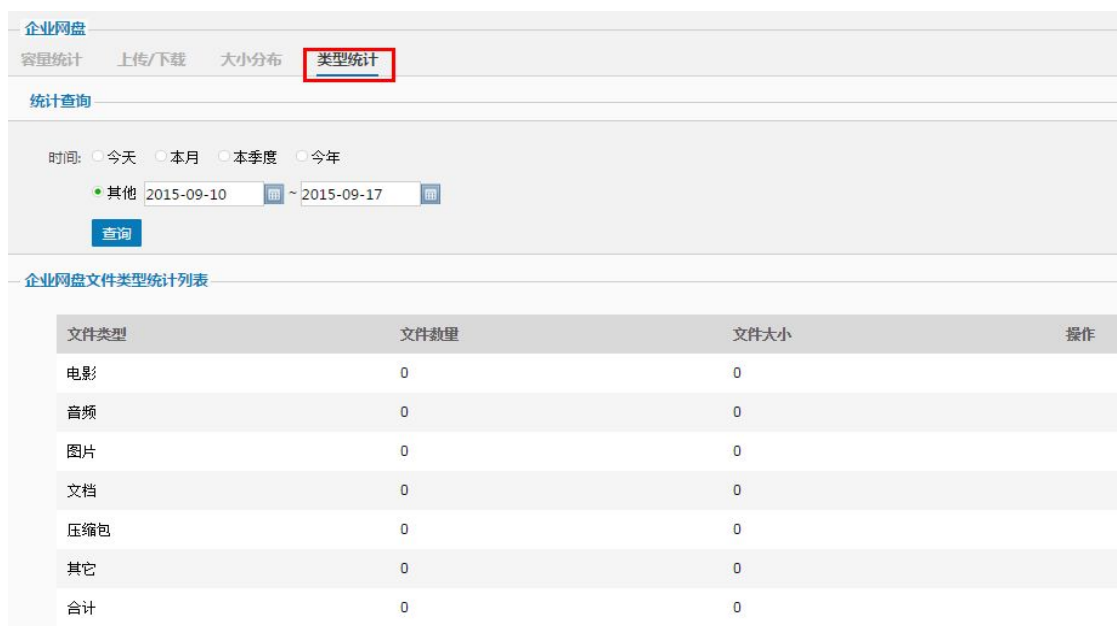 企业网盘
容量统计 上传/下载 大小分布 类型统计
统计查询
时间: 今天 本月 本季度 今年
其他 2015-09-10 ~ 2015-09-17
查询
企业网盘文件类型统计列表
文件类型 文件数量 文件大小 操作
电影 0 0
音频 0 0
图片 0 0
文档 0 0
压缩包 0 0
其它 0 0
合计 0 0